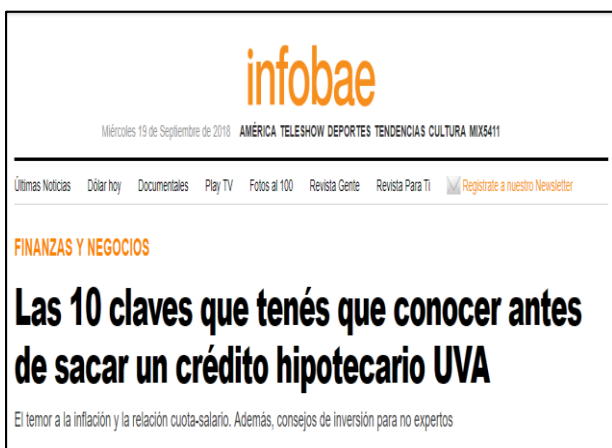 infobae
Miércoles 19 de Septiembre de 2018 AMÉRICA TELESHOW DEPORTES TENDENCIAS CULTURA MIX5411
Últimas Noticias Dólar hoy Documentales Play TV Fotos al 100 Revista Gente Revista Para Ti Registrate a nuestro Newsletter
FINANZAS Y NEGOCIOS
Las 10 claves que tenés que conocer antes
de sacar un crédito hipotecario UVA
El temor a la inflación y la relación cuota-salario. Además, consejos de inversión para no expertos